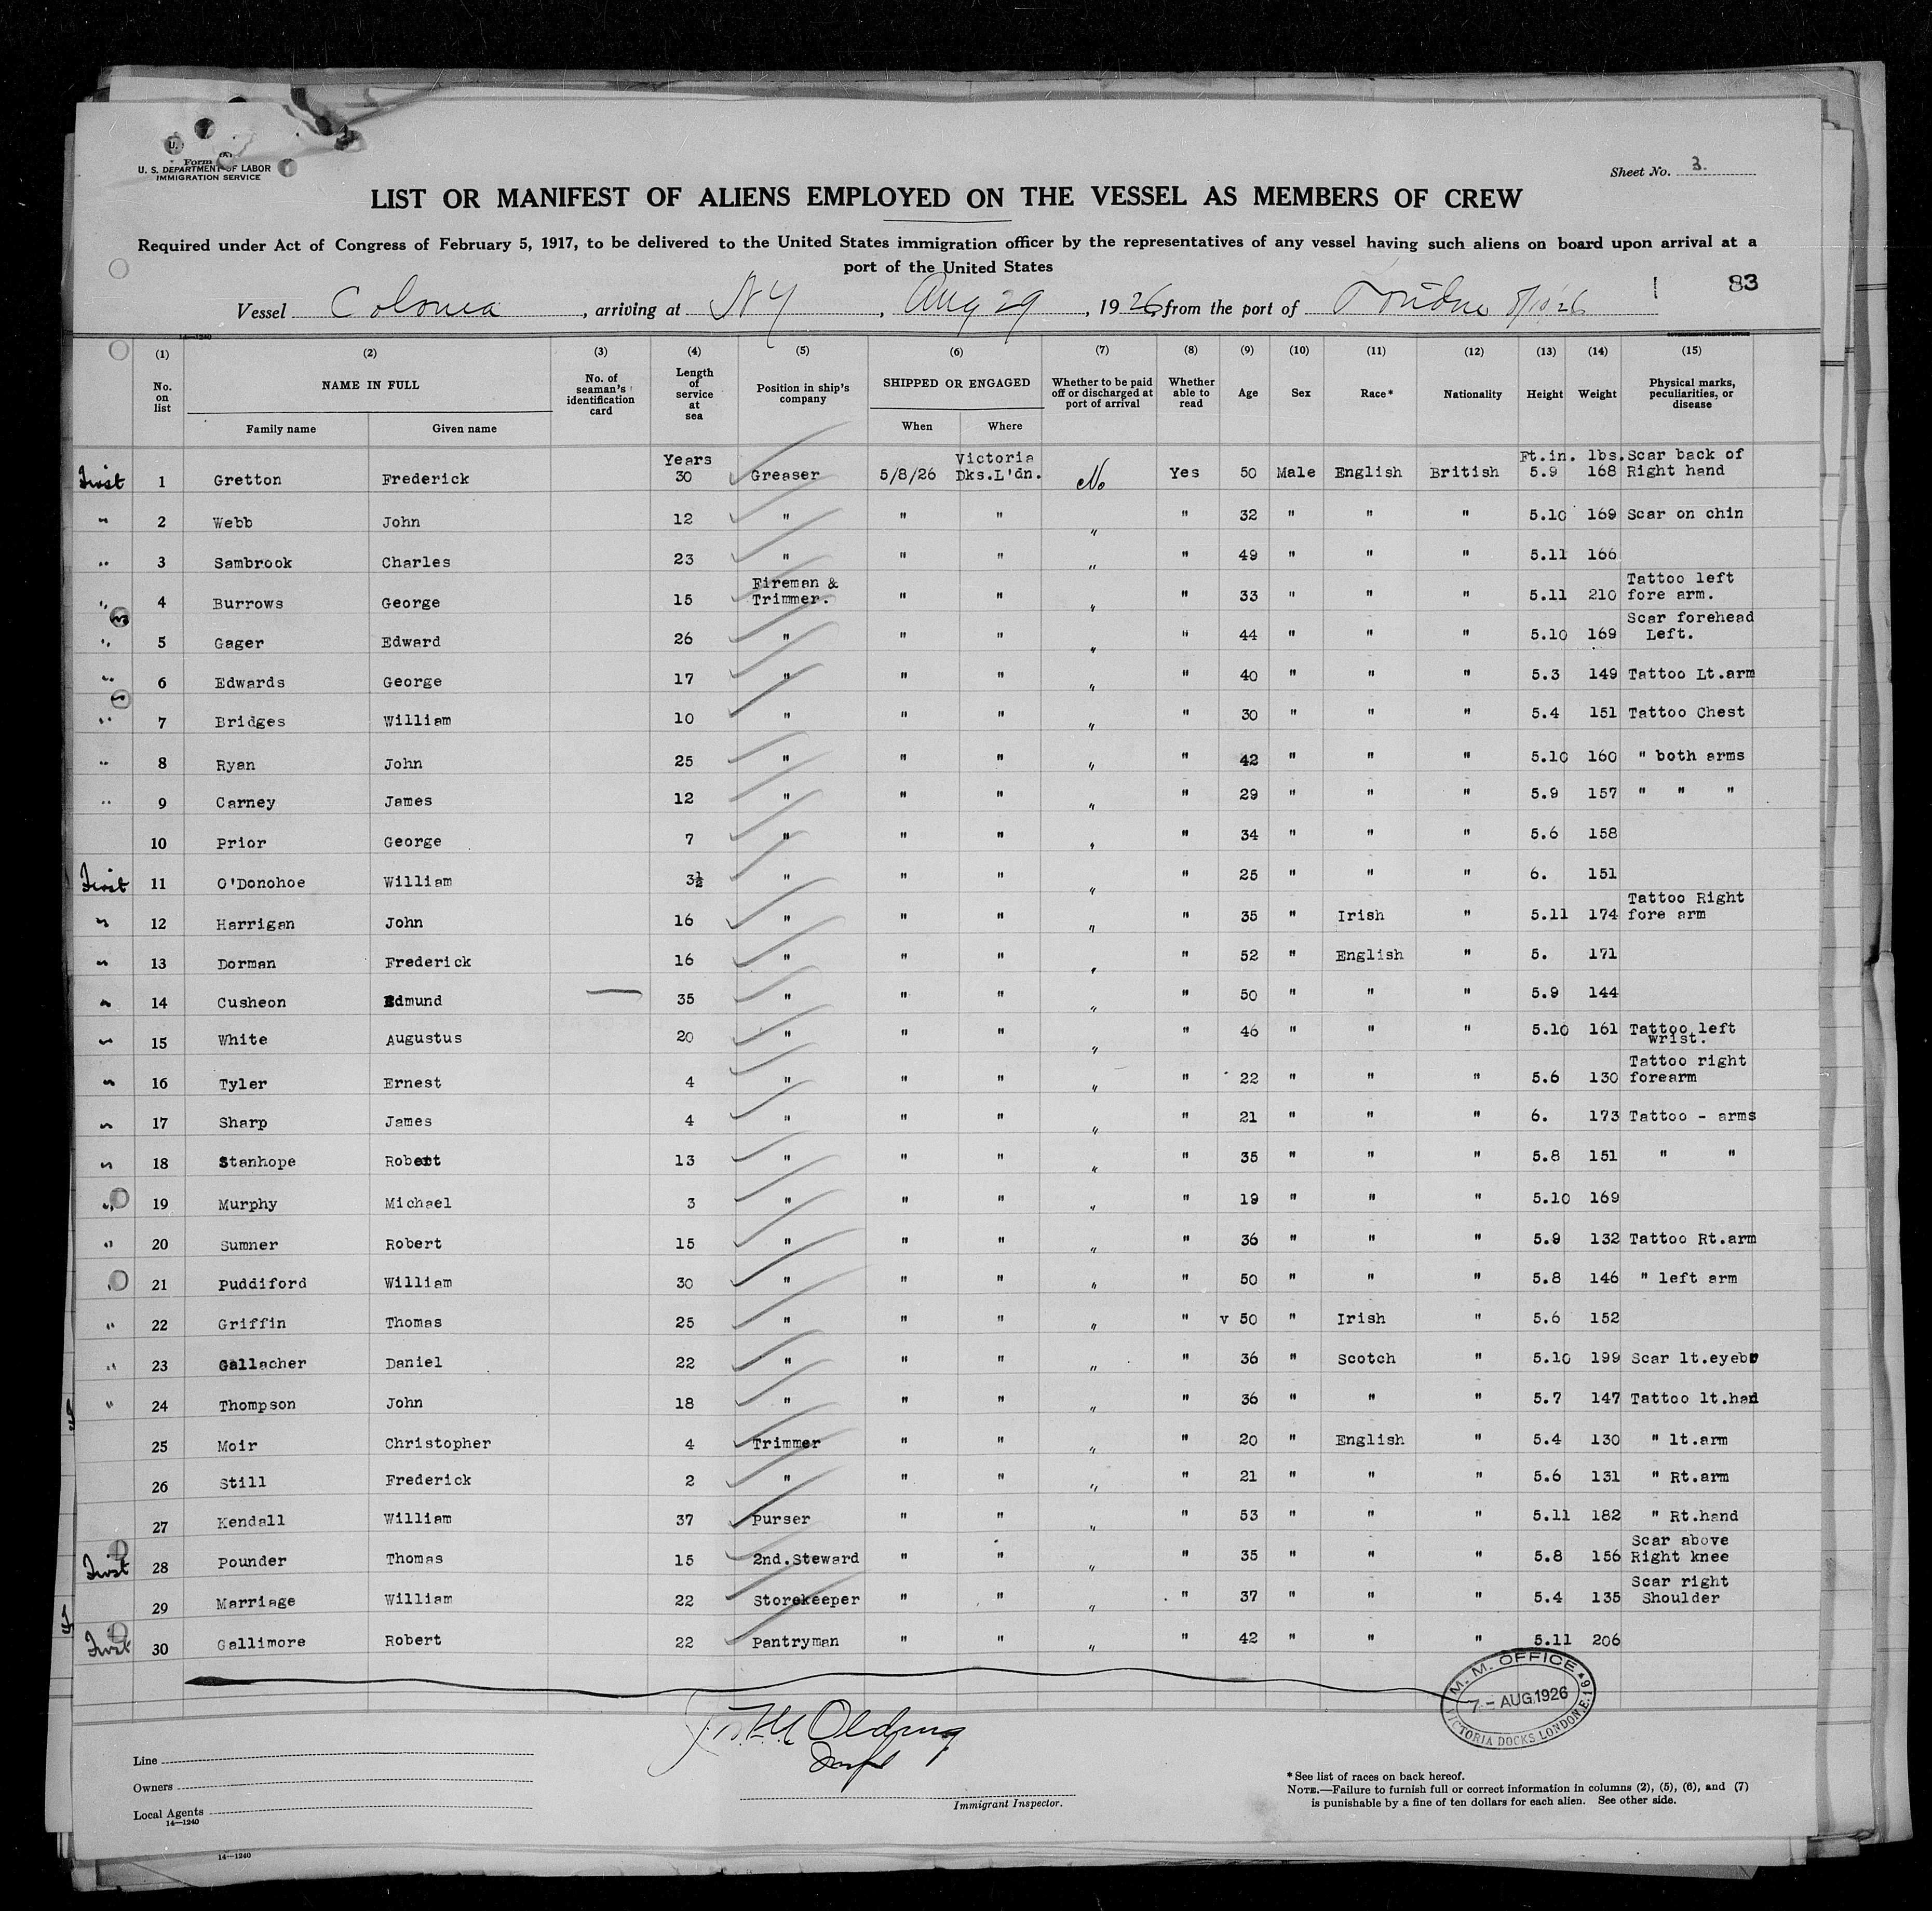 U.
Form
U. S. DEPARTMENT OF LABOR
IMMIGRATION SERVICE
Sheet No. 3.
LIST OR MANIFEST OF ALIENS EMPLOYED ON THE VESSEL AS MEMBERS OF CREW
Required under Act of Congress of February 5, 1917, to be delivered to the United States immigration officer by the representatives of any vessel having such aliens on board upon arrival at a
port of the United States
83
Vessel Colonia, arriving at NY, Aug 29, 1926, from the port of London 8/10/26
14—1240
(1) (2) (3) (4) (5) (6) (7) (8) (9) (10) (11) (12) (13) (14) (15)
No. on list NAME IN FULL Family name Given name No. of seaman's identification card Length of service at sea Position in ship's company SHIPPED OR ENGAGED When Where Whether to be paid off or discharged at port of arrival Whether able to read Age Sex Race* Nationality Height Weight Physical marks, peculiarities, or disease
Years Victoria Ft.in. lbs. Scar back of
First 1 Gretton Frederick 30 Greaser 5/8/26 Dks.L'dn. No Yes 50 Male English British 5.9 168 Right hand
" 2 Webb John 12 " " " " " 32 " " " 5.10 169 Scar on chin
" 3 Sambrook Charles 23 " " " " " 49 " " " 5.11 166
Fireman & Tattoo left
" 4 Burrows George 15 Trimmer. " " " " 33 " " " 5.11 210 fore arm.
Scar forehead
" 5 Gager Edward 26 " " " " " 44 " " " 5.10 169 Left.
" 6 Edwards George 17 " " " " " 40 " " " 5.3 149 Tattoo Lt.arm
" 7 Bridges William 10 " " " " " 30 " " " 5.4 151 Tattoo Chest
" 8 Ryan John 25 " " " " " 42 " " " 5.10 160 " both arms
" 9 Carney James 12 " " " " " 29 " " " 5.9 157 " " "
10 Prior George 7 " " " " " 34 " " " 5.6 158
First 11 O'Donohoe William 3½ " " " " " 25 " " " 6. 151
Tattoo Right
" 12 Harrigan John 16 " " " " " 35 " Irish " 5.11 174 fore arm
" 13 Dorman Frederick 16 " " " " " 52 " English " 5. 171
" 14 Cusheon Edmund — 35 " " " " " 50 " " " 5.9 144
" 15 White Augustus 20 " " " " " 46 " " " 5.10 161 Tattoo left
wrist.
Tattoo right
" 16 Tyler Ernest 4 " " " " " 22 " " " 5.6 130 forearm
" 17 Sharp James 4 " " " " " 21 " " " 6. 173 Tattoo - arms
" 18 Stanhope Robert 13 " " " " " 35 " " " 5.8 151 " "
" 19 Murphy Michael 3 " " " " " 19 " " " 5.10 169
" 20 Sumner Robert 15 " " " " " 36 " " " 5.9 132 Tattoo Rt.arm
21 Puddiford William 30 " " " " " 50 " " " 5.8 146 " left arm
" 22 Griffin Thomas 25 " " " " " v 50 " Irish " 5.6 152
" 23 Gallacher Daniel 22 " " " " " 36 " Scotch " 5.10 199 Scar lt.eyebr
" 24 Thompson John 18 " " " " " 36 " " " 5.7 147 Tattoo lt.hand
25 Moir Christopher 4 Trimmer " " " " 20 " English " 5.4 130 " lt.arm
26 Still Frederick 2 " " " " " 21 " " " 5.6 131 " Rt.arm
27 Kendall William 37 Purser " " " " 53 " " " 5.11 182 " Rt.hand
Scar above
First 28 Pounder Thomas 15 2nd.Steward " " " " 35 " " " 5.8 156 Right knee
Scar right
29 Marriage William 22 Storekeeper " " " " 37 " " " 5.4 135 Shoulder
First 30 Gallimore Robert 22 Pantryman " " " " 42 " " " 5.11 206
M. M. OFFICE
7 - AUG.1926
VICTORIA DOCKS LONDON, E.19
Line
Owners
Local Agents
14—1240
Immigrant Inspector.
*See list of races on back hereof.
NOTE.—Failure to furnish full or correct information in columns (2), (5), (6), and (7)
is punishable by a fine of ten dollars for each alien. See other side.
14—1240